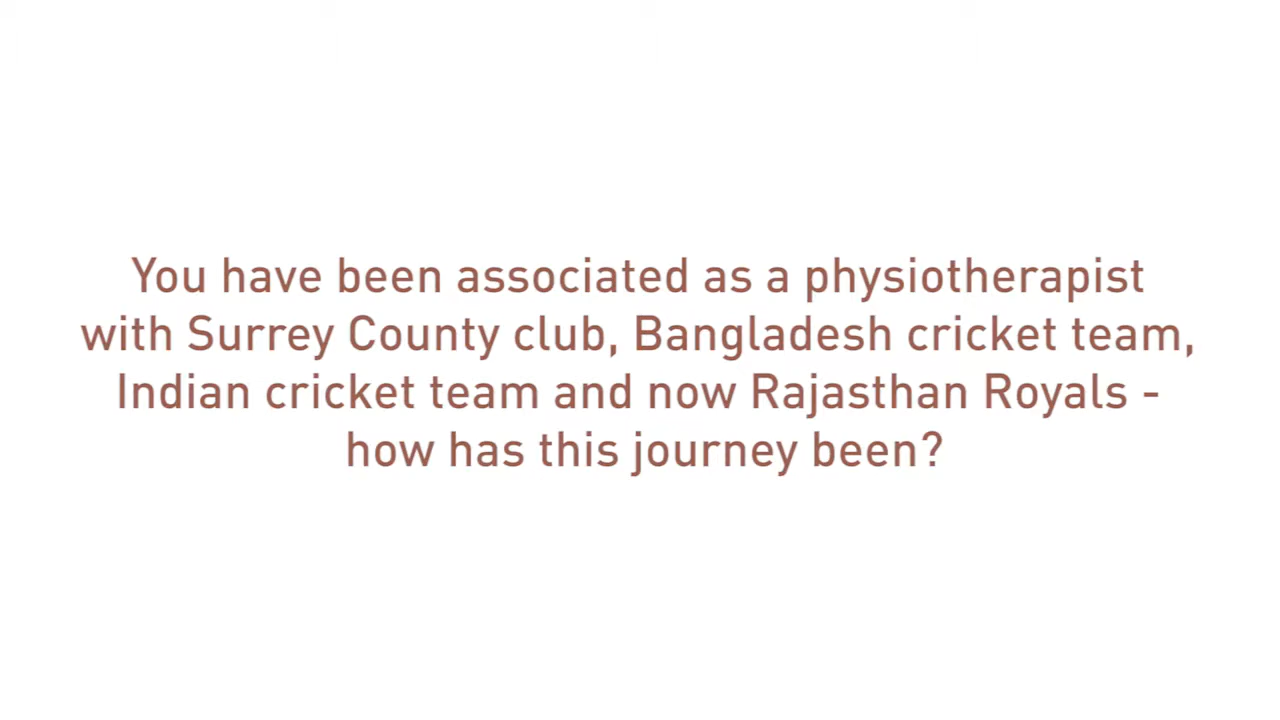 You have been associated as a physiotherapist
with Surrey County club, Bangladesh cricket team,
Indian cricket team and now Rajasthan Royals -
how has this journey been?